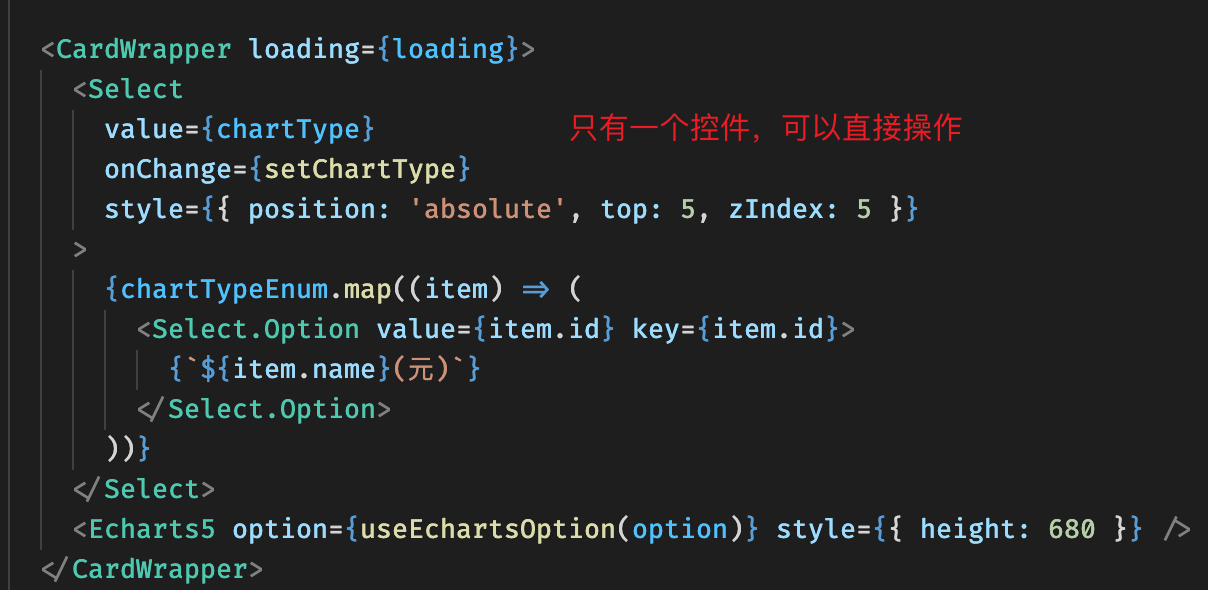 <CardWrapper loading={loading}>
<Select
value={chartType}
只有一个控件，可以直接操作
onChange={setChartType}
style={{ position: 'absolute', top: 5, zIndex: 5 }}
>
{chartTypeEnum.map((item) => (
<Select.Option value={item.id} key={item.id}>
{`${item.name}(元)`}
</Select.Option>
))}
</Select>
<Echarts5 option={useEchartsOption(option)} style={{ height: 680 }} />
</CardWrapper>